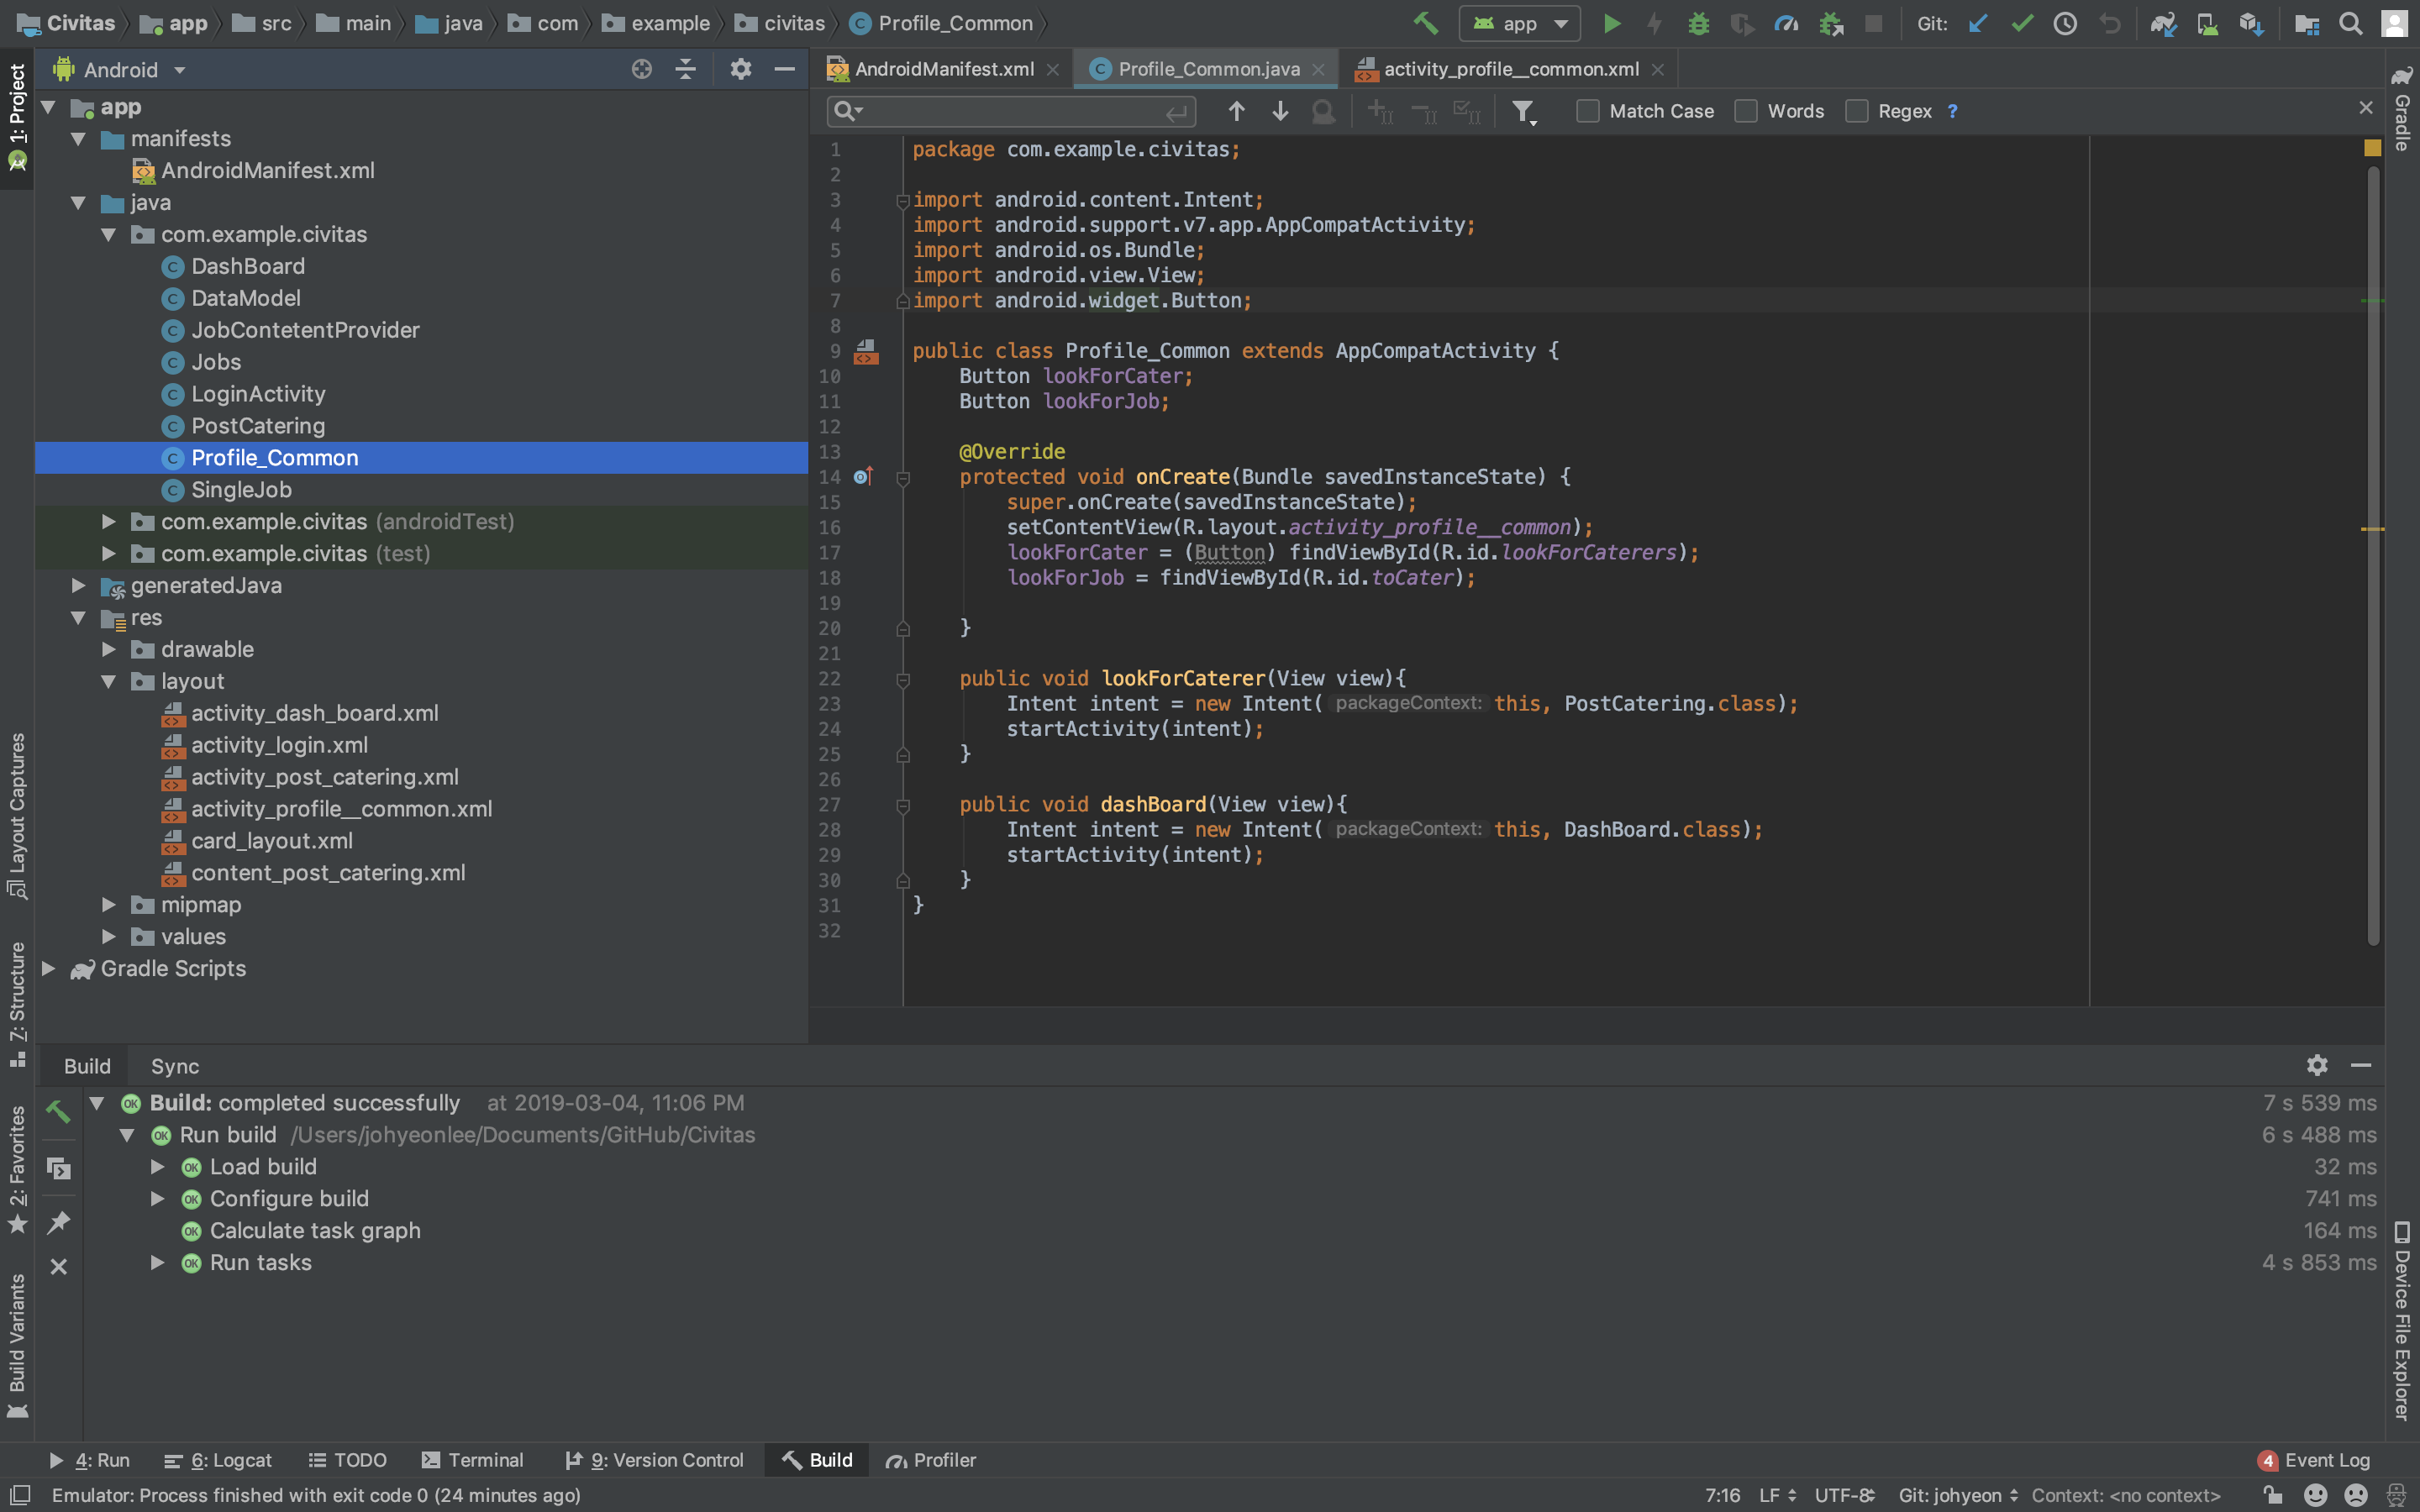 Civitas app src main java com example civitas Profile_Common app Git:
1: Project
Android
AndroidManifest.xml Profile_Common.java activity_profile__common.xml
Match Case Words Regex ?
Gradle
app
manifests
AndroidManifest.xml
java
com.example.civitas
DashBoard
DataModel
JobContetentProvider
Jobs
LoginActivity
PostCatering
Profile_Common
SingleJob
com.example.civitas (androidTest)
com.example.civitas (test)
generatedJava
res
drawable
layout
activity_dash_board.xml
activity_login.xml
activity_post_catering.xml
activity_profile__common.xml
card_layout.xml
content_post_catering.xml
mipmap
values
Gradle Scripts
1 package com.example.civitas;
2
3 import android.content.Intent;
4 import android.support.v7.app.AppCompatActivity;
5 import android.os.Bundle;
6 import android.view.View;
7 import android.widget.Button;
8
9 public class Profile_Common extends AppCompatActivity {
10 Button lookForCater;
11 Button lookForJob;
12
13 @Override
14 protected void onCreate(Bundle savedInstanceState) {
15 super.onCreate(savedInstanceState);
16 setContentView(R.layout.activity_profile__common);
17 lookForCater = (Button) findViewById(R.id.lookForCaterers);
18 lookForJob = findViewById(R.id.toCater);
19
20 }
21
22 public void lookForCaterer(View view){
23 Intent intent = new Intent( packageContext: this, PostCatering.class);
24 startActivity(intent);
25 }
26
27 public void dashBoard(View view){
28 Intent intent = new Intent( packageContext: this, DashBoard.class);
29 startActivity(intent);
30 }
31 }
32
Layout Captures
7: Structure
2: Favorites
Build Variants
Device File Explorer
Build Sync
OK Build: completed successfully at 2019-03-04, 11:06 PM 7 s 539 ms
OK Run build /Users/johyeonlee/Documents/GitHub/Civitas 6 s 488 ms
OK Load build 32 ms
OK Configure build 741 ms
OK Calculate task graph 164 ms
OK Run tasks 4 s 853 ms
4: Run 6: Logcat TODO Terminal 9: Version Control Build Profiler 4 Event Log
Emulator: Process finished with exit code 0 (24 minutes ago) 7:16 LF UTF-8 Git: johyeon Context: <no context>